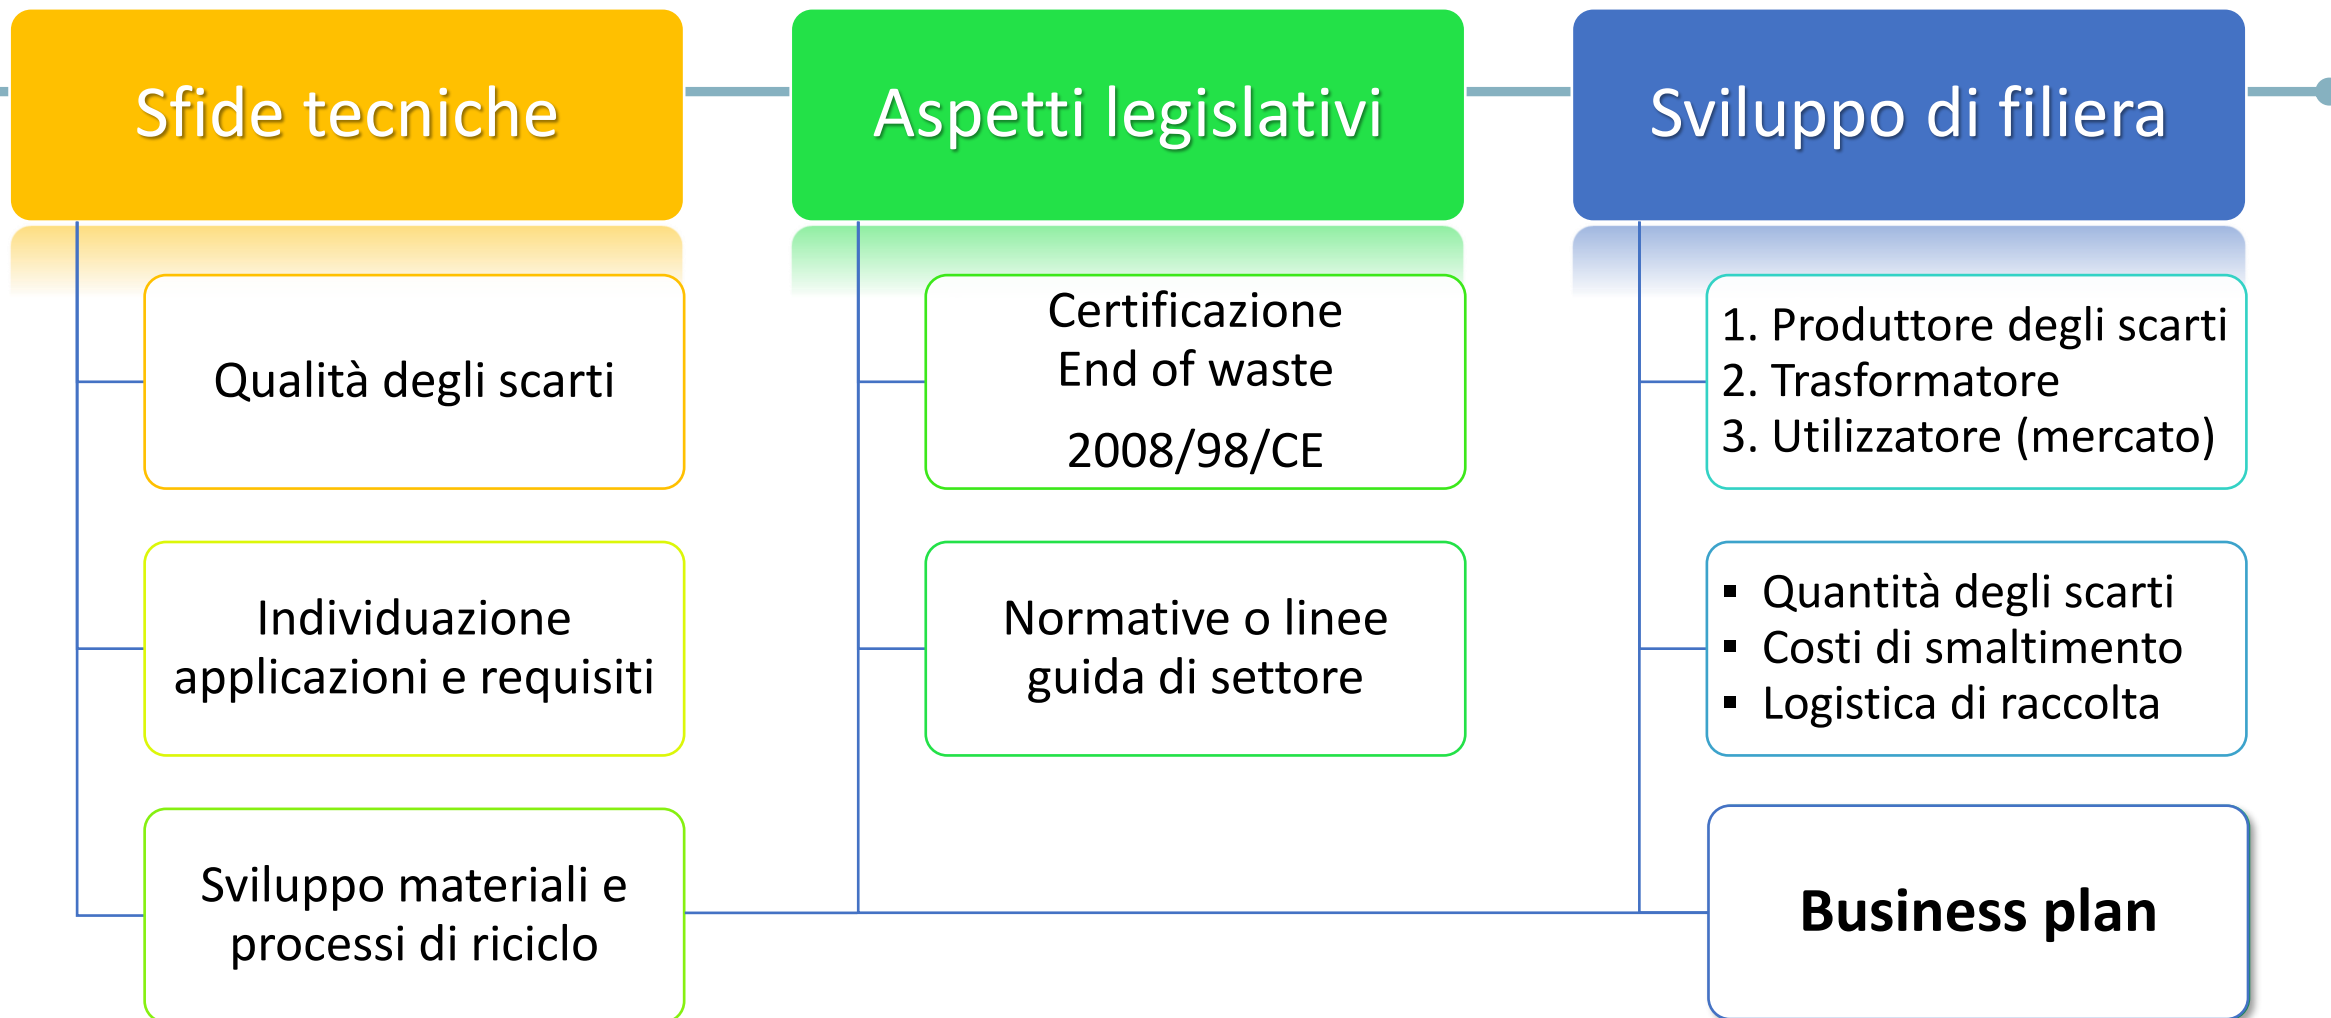 Sfide tecniche
Qualità degli scarti
Individuazione
applicazioni e requisiti
Sviluppo materiali e
processi di riciclo
Aspetti legislativi
Certificazione
End of waste
2008/98/CE
Normative o linee
guida di settore
Sviluppo di filiera
1. Produttore degli scarti
2. Trasformatore
3. Utilizzatore (mercato)
▪ Quantità degli scarti
▪ Costi di smaltimento
▪ Logistica di raccolta
Business plan